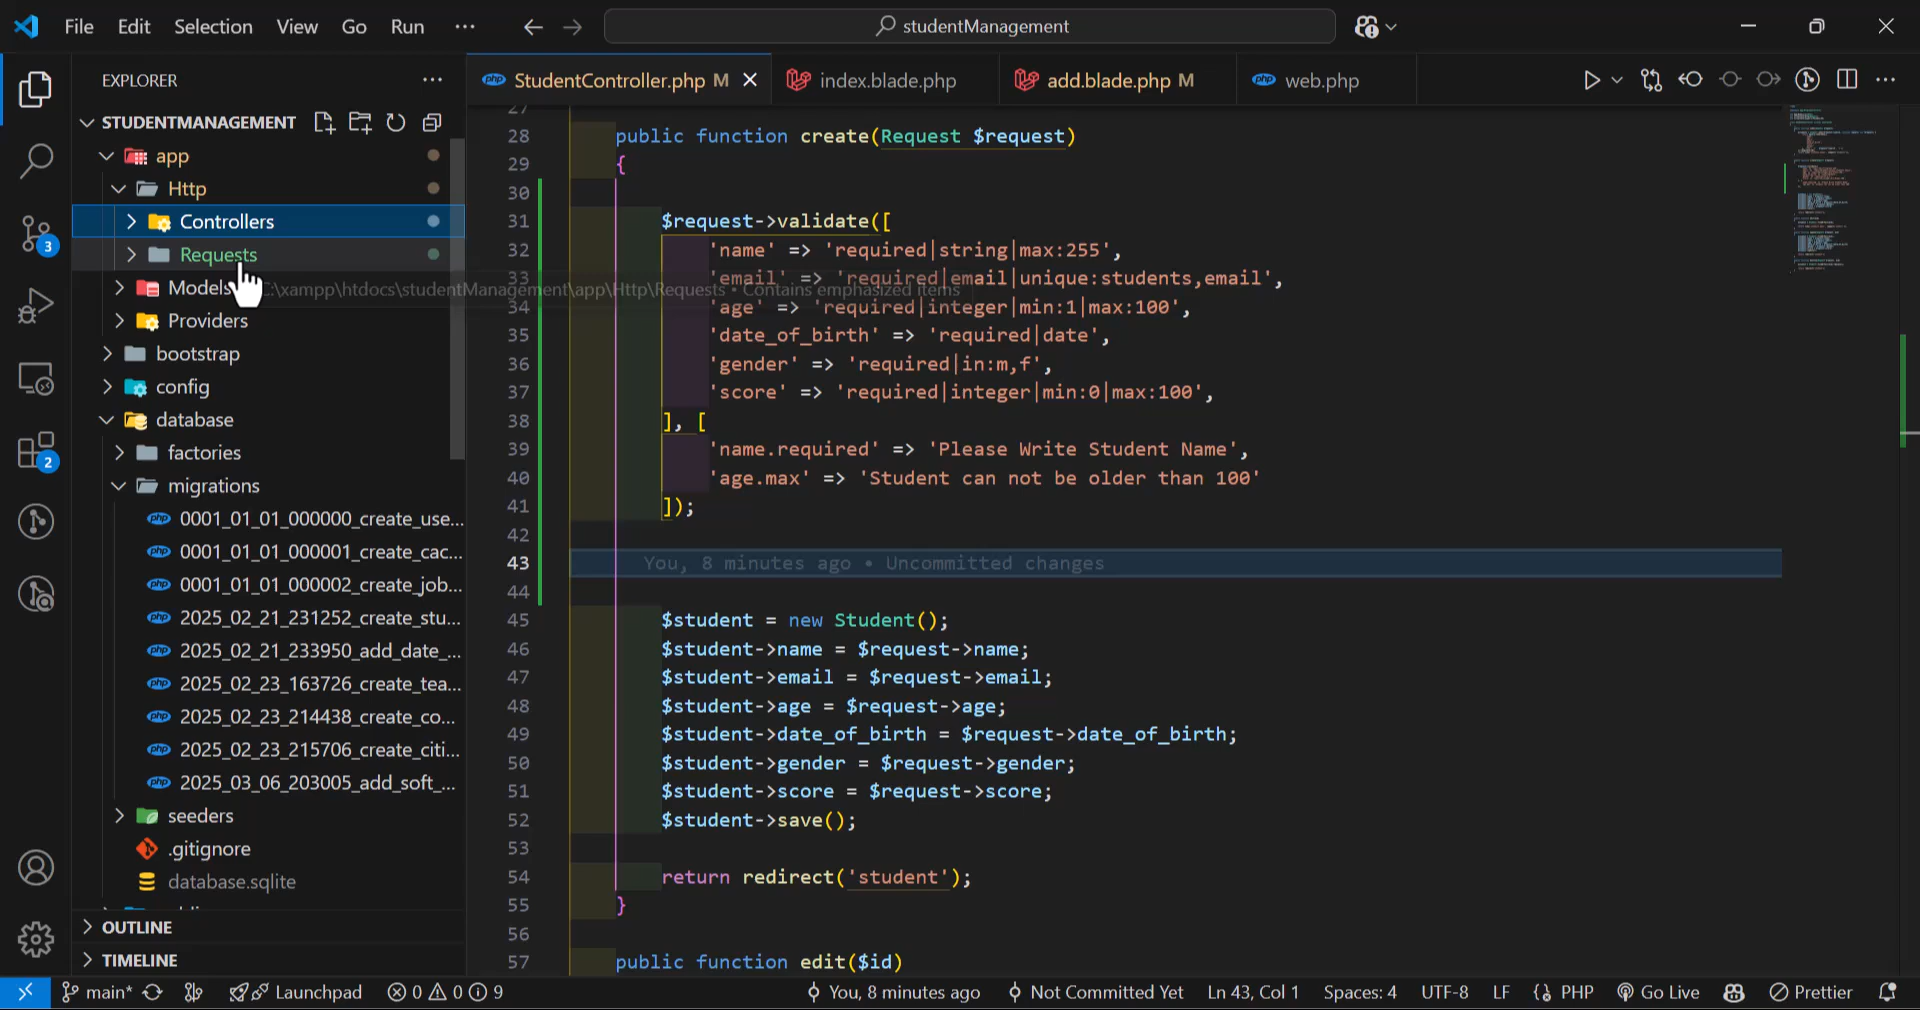 File Edit Selection View Go Run ··· studentManagement
EXPLORER
STUDENTMANAGEMENT
app
Http
Controllers
Requests
Models
C:\xampp\htdocs\studentManagement\app\Http\Requests • Contains emphasized items
Providers
bootstrap
config
database
factories
migrations
0001_01_01_000000_create_use...
0001_01_01_000001_create_cac...
0001_01_01_000002_create_job...
2025_02_21_231252_create_stu...
2025_02_21_233950_add_date_...
2025_02_23_163726_create_tea...
2025_02_23_214438_create_co...
2025_02_23_215706_create_citi...
2025_03_06_203005_add_soft_...
seeders
.gitignore
database.sqlite
OUTLINE
TIMELINE
3
2
StudentController.php M index.blade.php add.blade.php M web.php
27
28 public function create(Request $request)
29 {
30
31 $request->validate([
32 'name' => 'required|string|max:255',
33 'email' => 'required|email|unique:students,email',
34 'age' => 'required|integer|min:1|max:100',
35 'date_of_birth' => 'required|date',
36 'gender' => 'required|in:m,f',
37 'score' => 'required|integer|min:0|max:100',
38 ], [
39 'name.required' => 'Please Write Student Name',
40 'age.max' => 'Student can not be older than 100'
41 ]);
42
43 You, 8 minutes ago • Uncommitted changes
44
45 $student = new Student();
46 $student->name = $request->name;
47 $student->email = $request->email;
48 $student->age = $request->age;
49 $student->date_of_birth = $request->date_of_birth;
50 $student->gender = $request->gender;
51 $student->score = $request->score;
52 $student->save();
53
54 return redirect('student');
55 }
56
57 public function edit($id)
main* Launchpad 0 0 9 You, 8 minutes ago Not Committed Yet Ln 43, Col 1 Spaces: 4 UTF-8 LF PHP Go Live Prettier